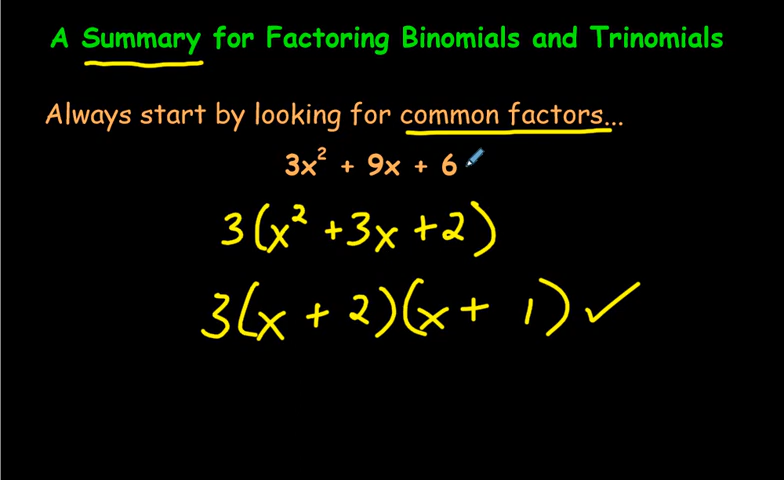 A Summary for Factoring Binomials and Trinomials
Always start by looking for common factors...
3x² + 9x + 6
3(x² +3x +2)
3(x + 2)(x + 1) ✓